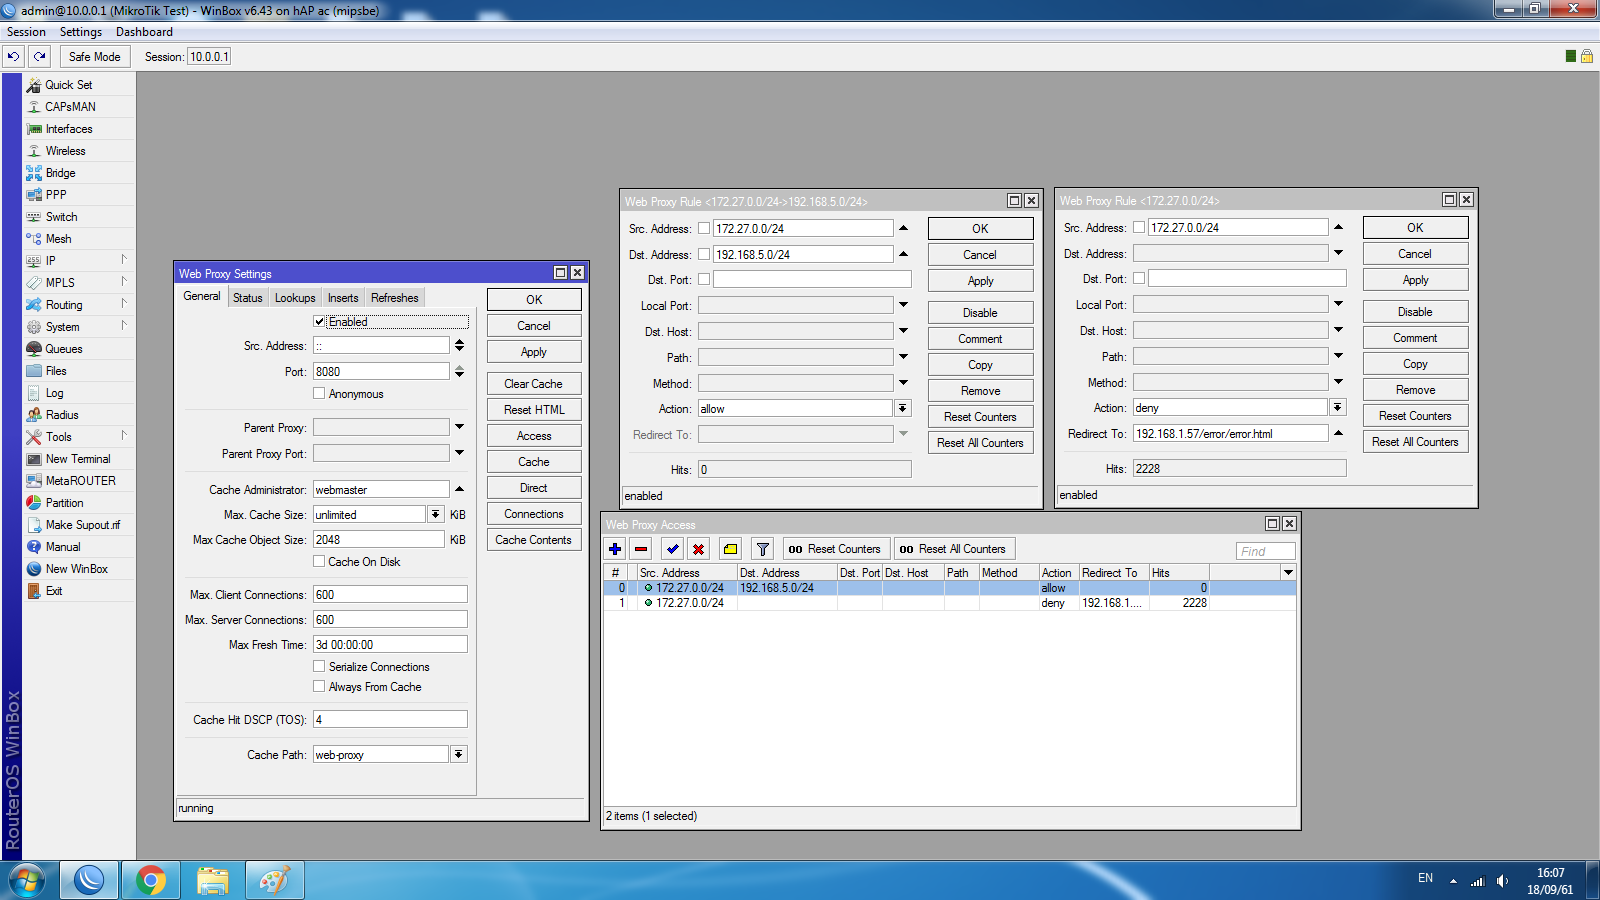 admin@10.0.0.1 (MikroTik Test) - WinBox v6.43 on hAP ac (mipsbe)
Session Settings Dashboard
Safe Mode Session: 10.0.0.1
Quick Set
CAPsMAN
Interfaces
Wireless
Bridge
PPP
Switch
Mesh
IP
MPLS
Routing
System
Queues
Files
Log
Radius
Tools
New Terminal
MetaROUTER
Partition
Make Supout.rif
Manual
New WinBox
Exit
RouterOS WinBox
Web Proxy Settings
General Status Lookups Inserts Refreshes
Enabled
Src. Address: ::
Port: 8080
Anonymous
Parent Proxy:
Parent Proxy Port:
Cache Administrator: webmaster
Max. Cache Size: unlimited KiB
Max Cache Object Size: 2048 KiB
Cache On Disk
Max. Client Connections: 600
Max. Server Connections: 600
Max Fresh Time: 3d 00:00:00
Serialize Connections
Always From Cache
Cache Hit DSCP (TOS): 4
Cache Path: web-proxy
OK
Cancel
Apply
Clear Cache
Reset HTML
Access
Cache
Direct
Connections
Cache Contents
running
Web Proxy Rule <172.27.0.0/24->192.168.5.0/24>
Src. Address: 172.27.0.0/24
Dst. Address: 192.168.5.0/24
Dst. Port:
Local Port:
Dst. Host:
Path:
Method:
Action: allow
Redirect To:
Hits: 0
OK
Cancel
Apply
Disable
Comment
Copy
Remove
Reset Counters
Reset All Counters
enabled
Web Proxy Rule <172.27.0.0/24>
Src. Address: 172.27.0.0/24
Dst. Address:
Dst. Port:
Local Port:
Dst. Host:
Path:
Method:
Action: deny
Redirect To: 192.168.1.57/error/error.html
Hits: 2228
OK
Cancel
Apply
Disable
Comment
Copy
Remove
Reset Counters
Reset All Counters
enabled
Web Proxy Access
00 Reset Counters 00 Reset All Counters Find
# Src. Address Dst. Address Dst. Port Dst. Host Path Method Action Redirect To Hits
0 172.27.0.0/24 192.168.5.0/24 allow 0
1 172.27.0.0/24 deny 192.168.1.... 2228
2 items (1 selected)
EN
16:07
18/09/61